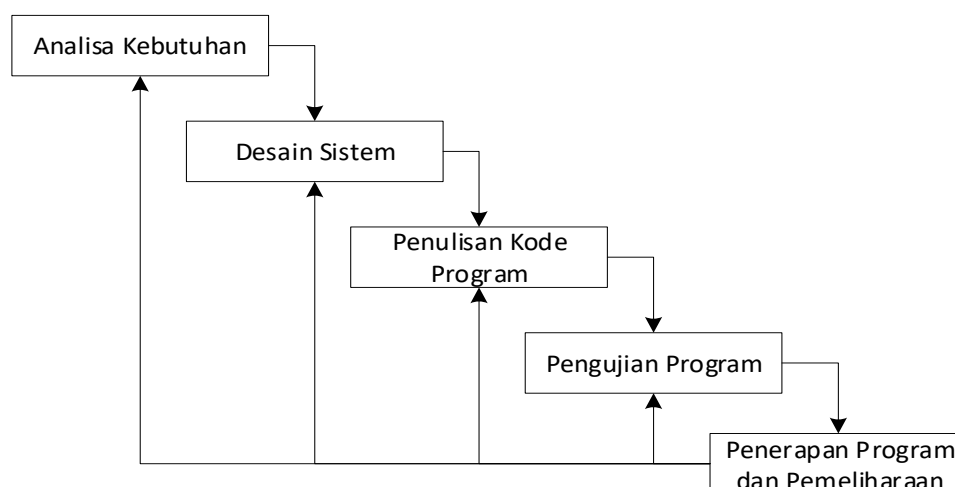 Analisa Kebutuhan
Desain Sistem
Penulisan Kode
Program
Pengujian Program
Penerapan Program
dan Pemeliharaan